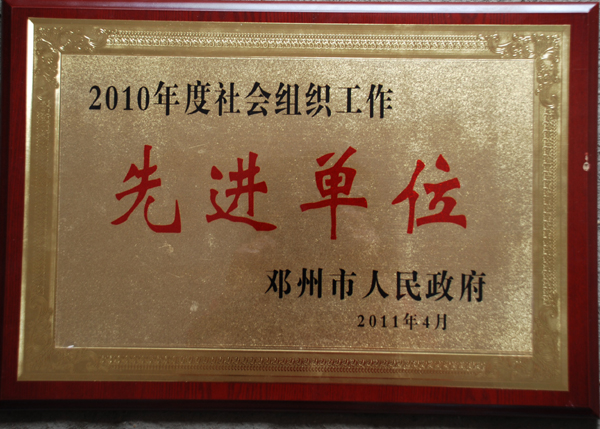 2010年度社会组织工作
先进单位
邓州市人民政府
2011年4月